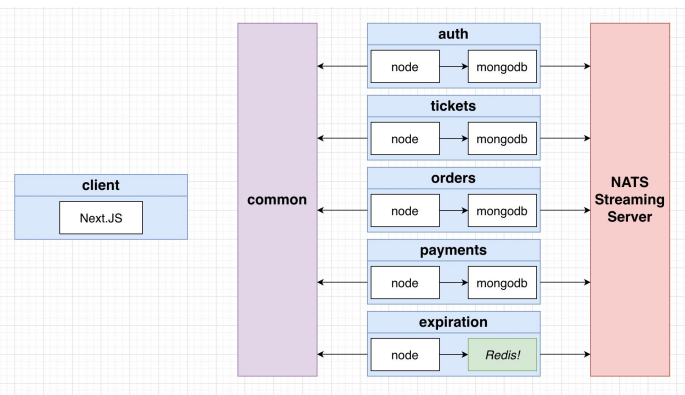 client
Next.JS
common
auth
node
mongodb
tickets
node
mongodb
orders
node
mongodb
payments
node
mongodb
expiration
node
Redis!
NATS
Streaming
Server